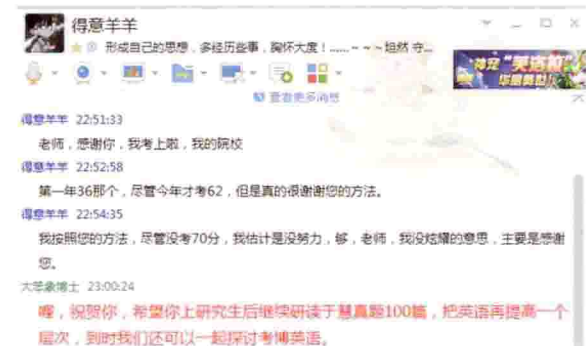 得意羊羊
形成自己的思想，多经历些事，胸怀大度！……～～～坦然 守...
查看更多消息
得意羊羊 22:51:33
老师，感谢你，我考上啦，我的院校
得意羊羊 22:52:58
第一年36那个，尽管今年才考62，但是真的很谢谢您的方法。
得意羊羊 22:54:35
我按照您的方法，尽管没考70分，我估计是没努力，够，老师，我没炫耀的意思，主要是感谢
您。
大笨象博士 23:00:24
喔，祝贺你，希望你上研究生后继续研读于慧真题100篇，把英语再提高一个
层次，到时我们还可以一起探讨考博英语。